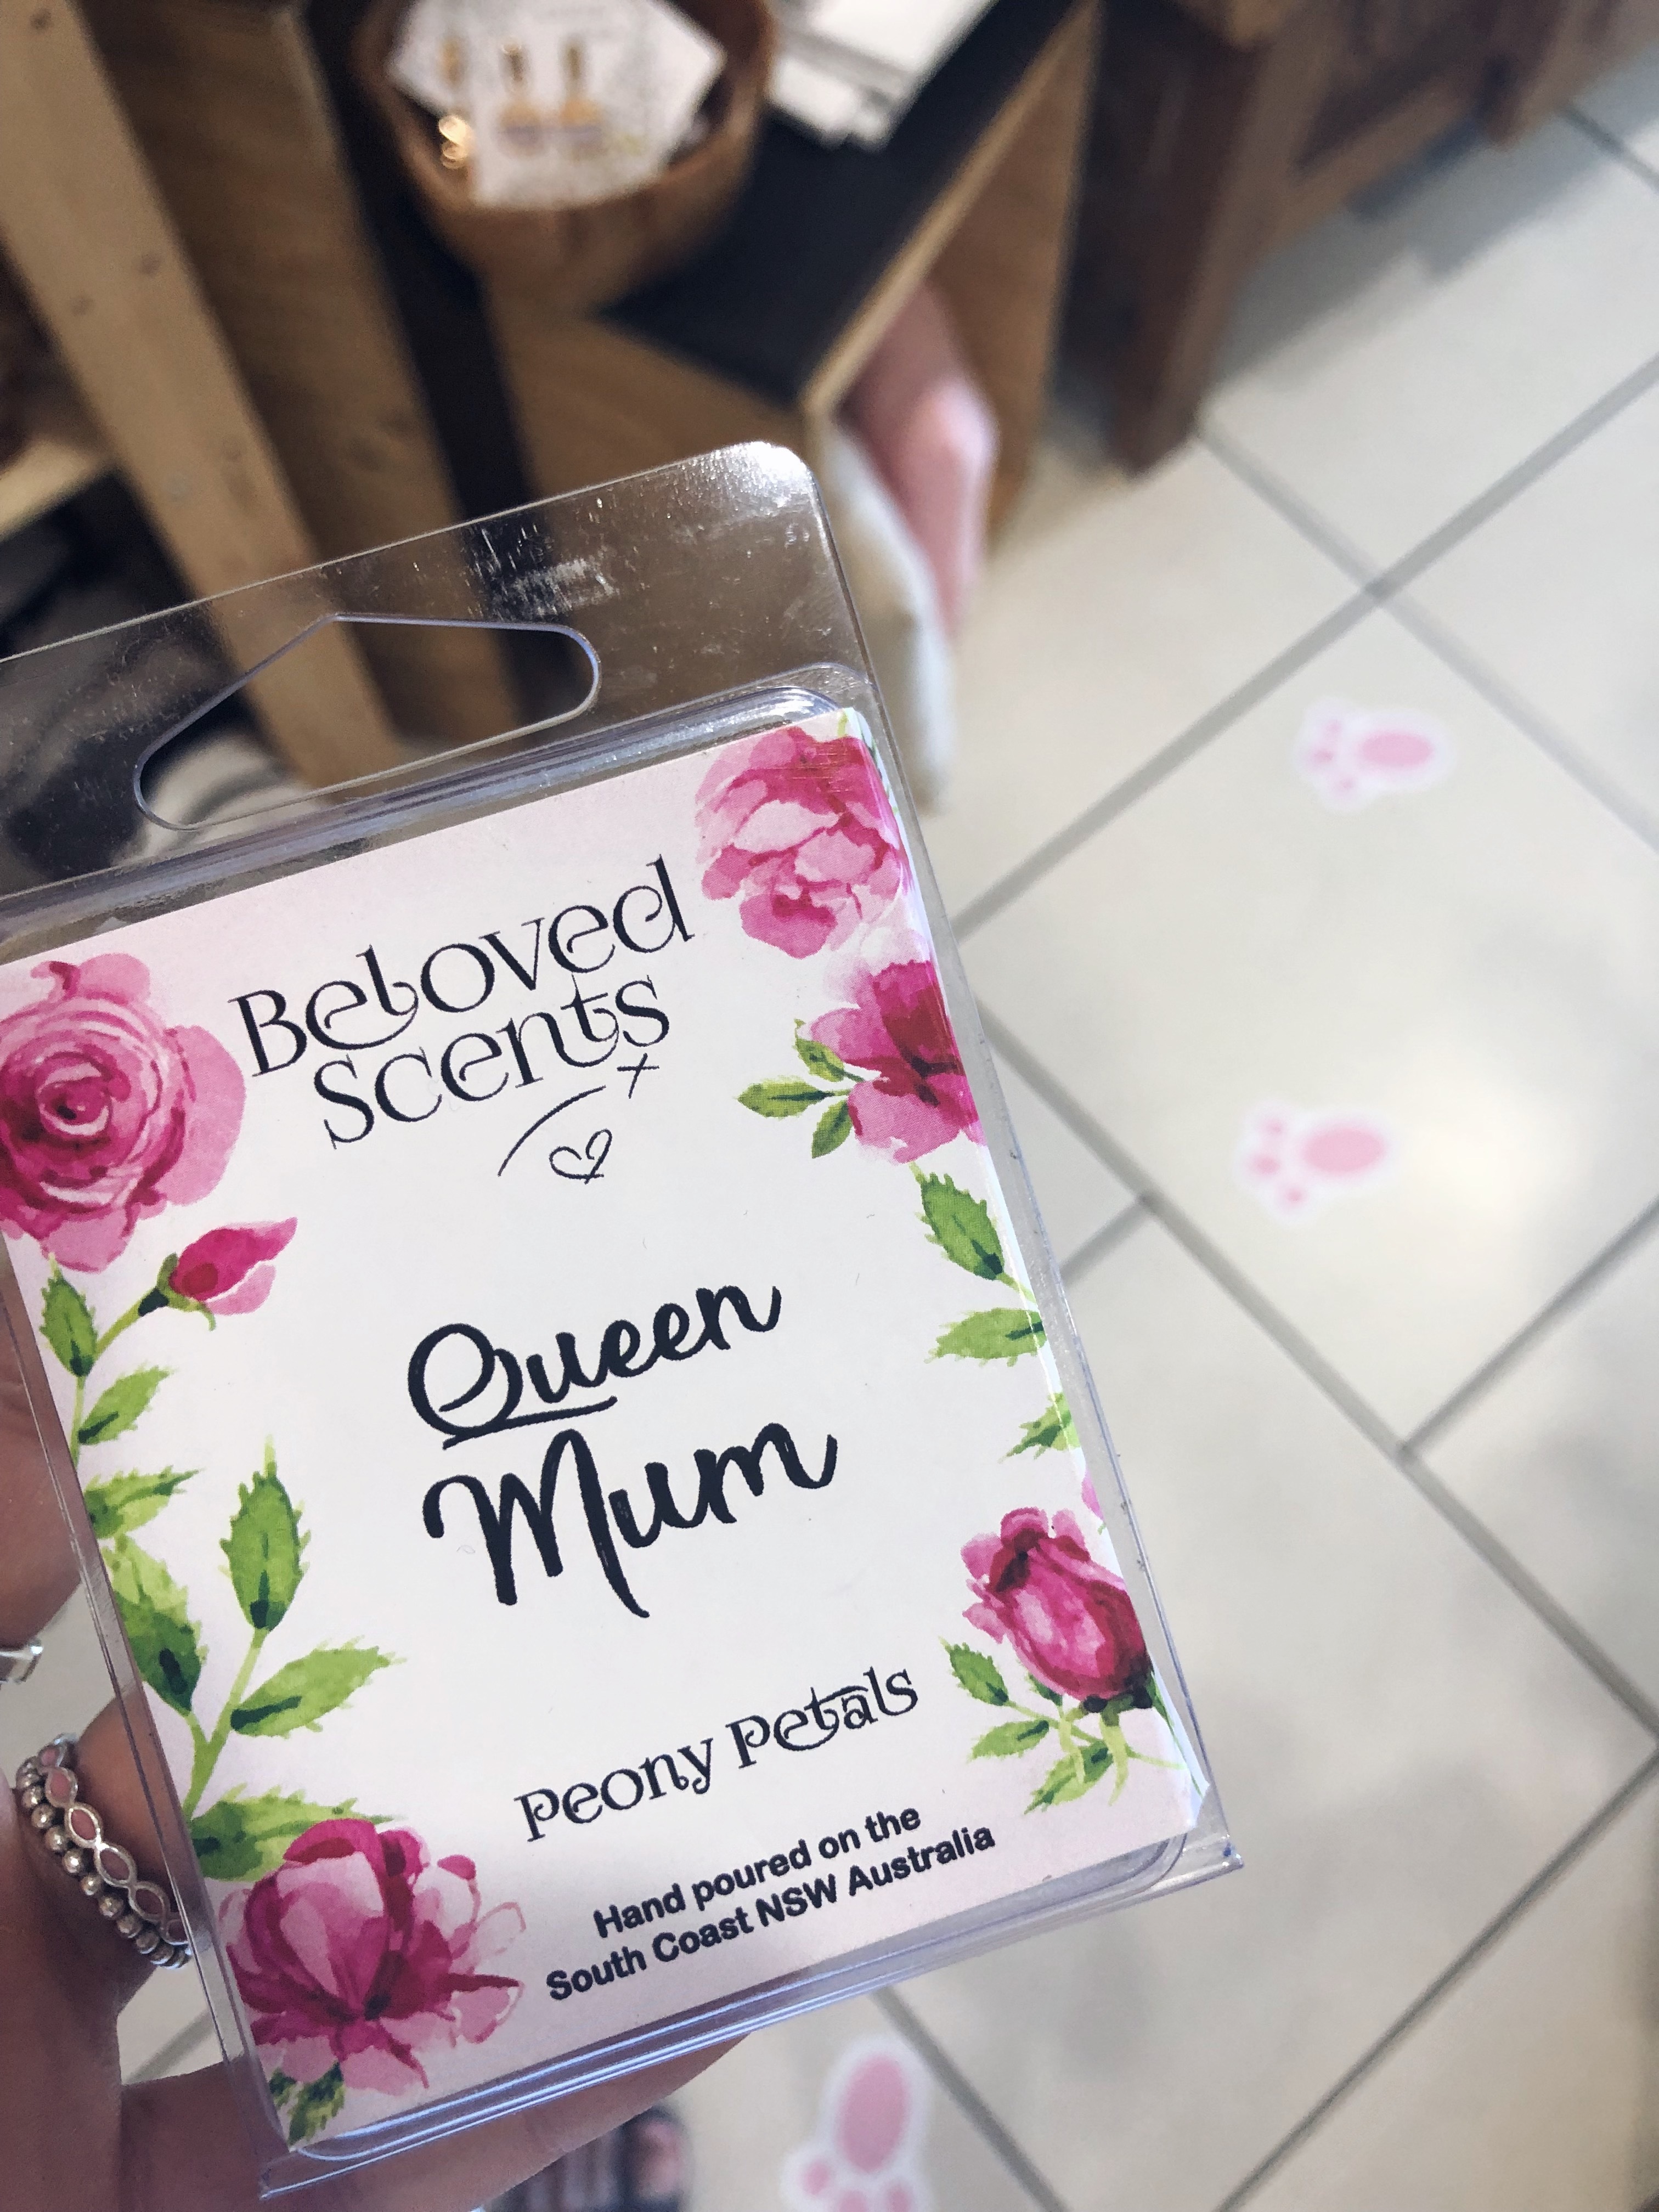 Beloved
Scents
Queen
Mum
Peony Petals
Hand poured on the
South Coast NSW Australia